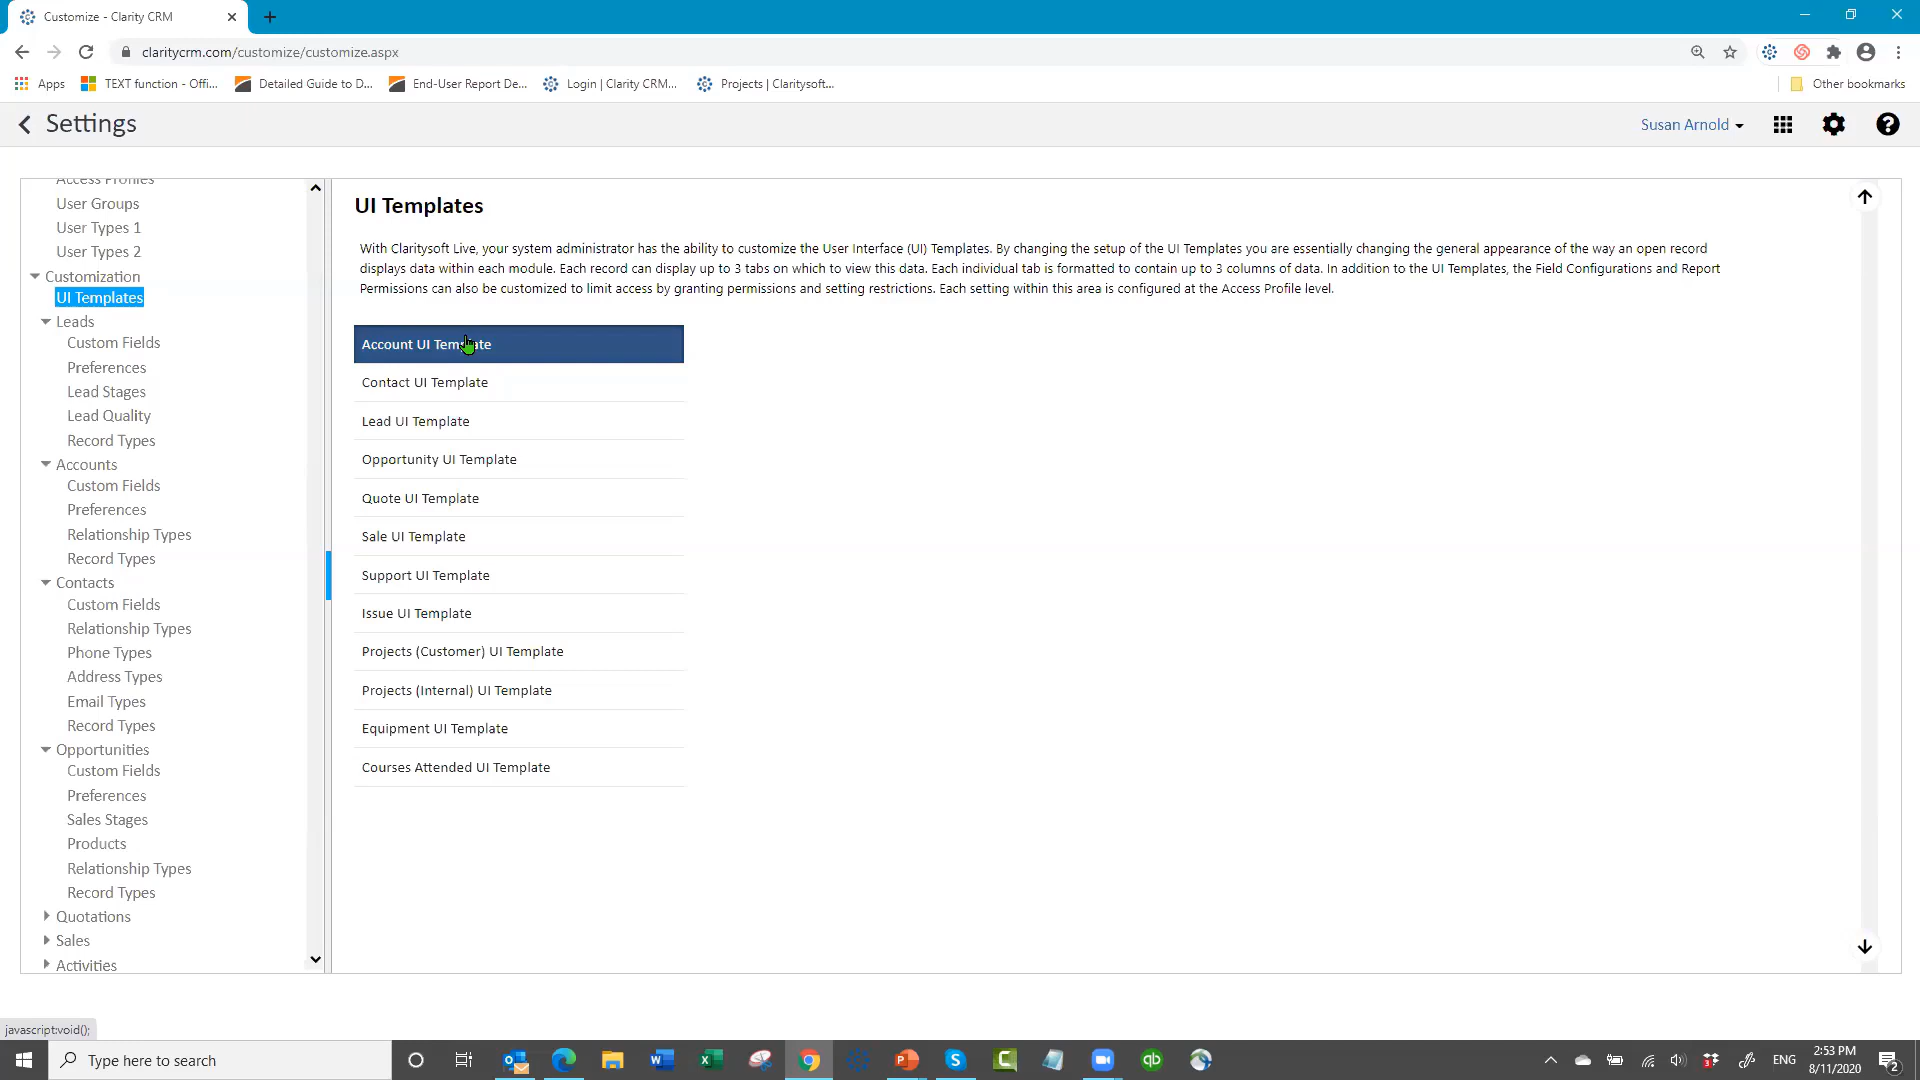 Customize - Clarity CRM
claritycrm.com/customize/customize.aspx
Apps
TEXT function - Offi...
Detailed Guide to D...
End-User Report De...
Login | Clarity CRM...
Projects | Claritysoft...
Other bookmarks
Settings
Susan Arnold
Access Profiles
User Groups
User Types 1
User Types 2
Customization
UI Templates
Leads
Custom Fields
Preferences
Lead Stages
Lead Quality
Record Types
Accounts
Custom Fields
Preferences
Relationship Types
Record Types
Contacts
Custom Fields
Relationship Types
Phone Types
Address Types
Email Types
Record Types
Opportunities
Custom Fields
Preferences
Sales Stages
Products
Relationship Types
Record Types
Quotations
Sales
Activities
UI Templates
With Claritysoft Live, your system administrator has the ability to customize the User Interface (UI) Templates. By changing the setup of the UI Templates you are essentially changing the general appearance of the way an open record
displays data within each module. Each record can display up to 3 tabs on which to view this data. Each individual tab is formatted to contain up to 3 columns of data. In addition to the UI Templates, the Field Configurations and Report
Permissions can also be customized to limit access by granting permissions and setting restrictions. Each setting within this area is configured at the Access Profile level.
Account UI Template
Contact UI Template
Lead UI Template
Opportunity UI Template
Quote UI Template
Sale UI Template
Support UI Template
Issue UI Template
Projects (Customer) UI Template
Projects (Internal) UI Template
Equipment UI Template
Courses Attended UI Template
javascript:void();
Type here to search
ENG
2:53 PM
8/11/2020